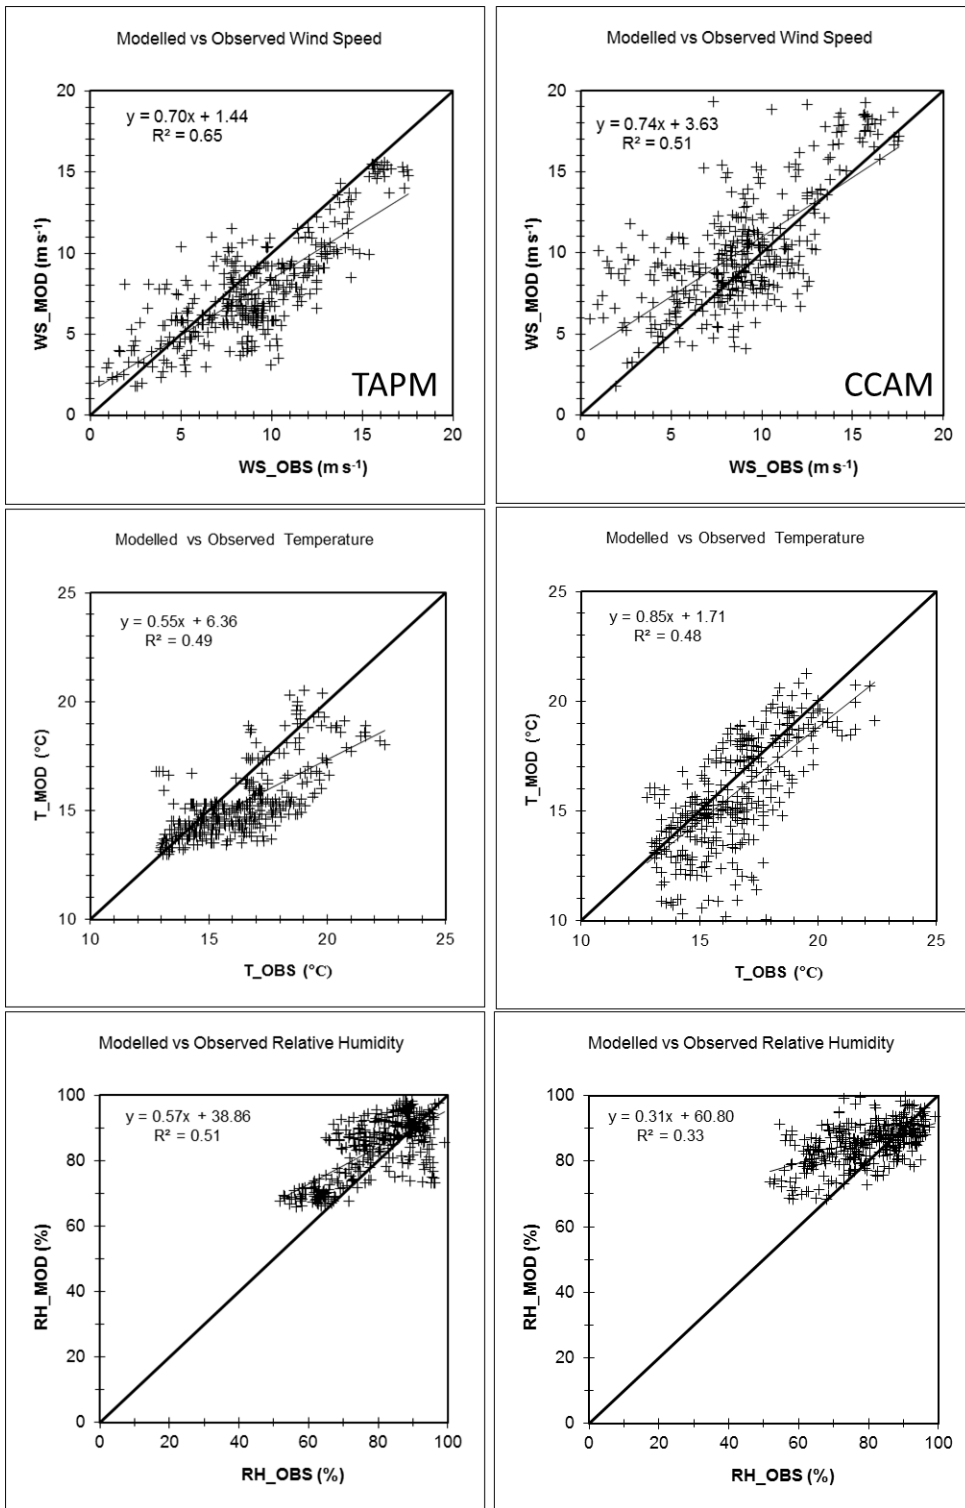 Modelled vs Observed Wind Speed
y = 0.70x + 1.44
R² = 0.65
20
15
10
5
0
WS_MOD (m s⁻¹)
TAPM
0 5 10 15 20
WS_OBS (m s⁻¹)
Modelled vs Observed Wind Speed
y = 0.74x + 3.63
R² = 0.51
20
15
10
5
0
WS_MOD (m s⁻¹)
CCAM
0 5 10 15 20
WS_OBS (m s⁻¹)
Modelled vs Observed Temperature
y = 0.55x + 6.36
R² = 0.49
25
20
15
10
T_MOD (°C)
10 15 20 25
T_OBS (°C)
Modelled vs Observed Temperature
y = 0.85x + 1.71
R² = 0.48
25
20
15
10
T_MOD (°C)
10 15 20 25
T_OBS (°C)
Modelled vs Observed Relative Humidity
y = 0.57x + 38.86
R² = 0.51
100
80
60
40
20
0
RH_MOD (%)
0 20 40 60 80 100
RH_OBS (%)
Modelled vs Observed Relative Humidity
y = 0.31x + 60.80
R² = 0.33
100
80
60
40
20
0
RH_MOD (%)
0 20 40 60 80 100
RH_OBS (%)